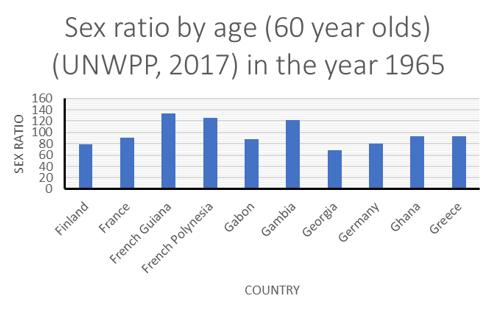 Sex ratio by age (60 year olds)
(UNWPP, 2017) in the year 1965
SEX RATIO
160
140
120
100
80
60
40
20
0
Finland
France
French Guiana
French Polynesia
Gabon
Gambia
Georgia
Germany
Ghana
Greece
COUNTRY